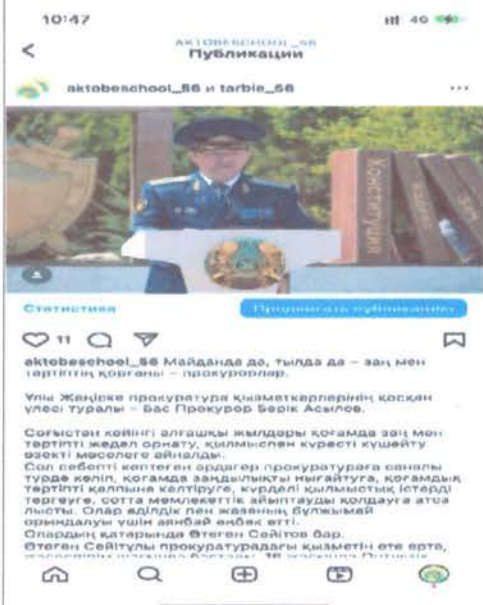 10:47
4G
AKTOBESCHOOL_56
Публикации
aktobeschool_56 и tarbie_56
Конституция
Статистика
Продвигать публикацию
11
aktobeschool_56 Майданда да, тылда да – заң мен
тәртіптің қорғаны – прокурорлар.
Ұлы Жеңіске прокуратура қызметкерлерінің қосқан
үлесі туралы – Бас Прокурор Берік Асылов.
Соғыстан кейінгі алғашқы жылдары қоғамда заң мен
тәртіпті жедел орнату, қылмыспен күресті күшейту
өзекті мәселеге айналды.
Сол себепті көптеген ардагер прокуратураға саналы
түрде келіп, қоғамда заңдылықты нығайтуға, қоғамдық
тәртіпті қалпына келтіруге, күрделі қылмыстық істерді
тергеуге, сотта мемлекеттік айыптауды қолдауға атса
лысты. Олар әділдік пен жазаның бұлжымай
орындалуы үшін аянбай еңбек етті.
Олардың қатарында Өтеген Сейітов бар.
Өтеген Сейітұлы прокуратурадағы қызметін өте ерте,